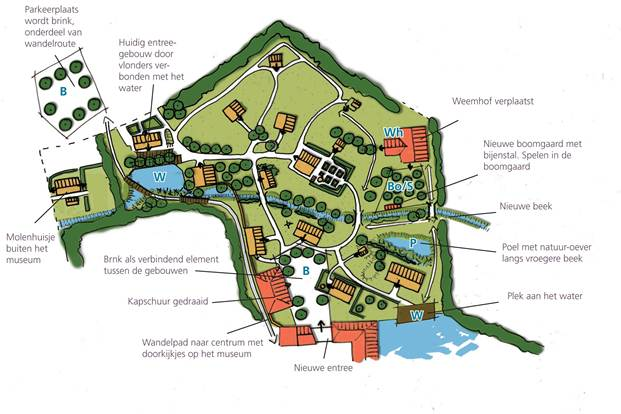 Parkeerplaats
wordt brink,
onderdeel van
wandelroute
B
Huidig entree-
gebouw door
vlonders ver-
bonden met het
water
Weemhof verplaatst
Wh
Nieuwe boomgaard met
bijenstal. Spelen in de
boomgaard
W
Bo/S
Nieuwe beek
Molenhuisje
buiten het
museum
P
Poel met natuur-oever
langs vroegere beek
Brnk als verbindend element
tussen de gebouwen
B
Plek aan het water
Kapschuur gedraaid
W
Wandelpad naar centrum met
doorkijkjes op het museum
Nieuwe entree